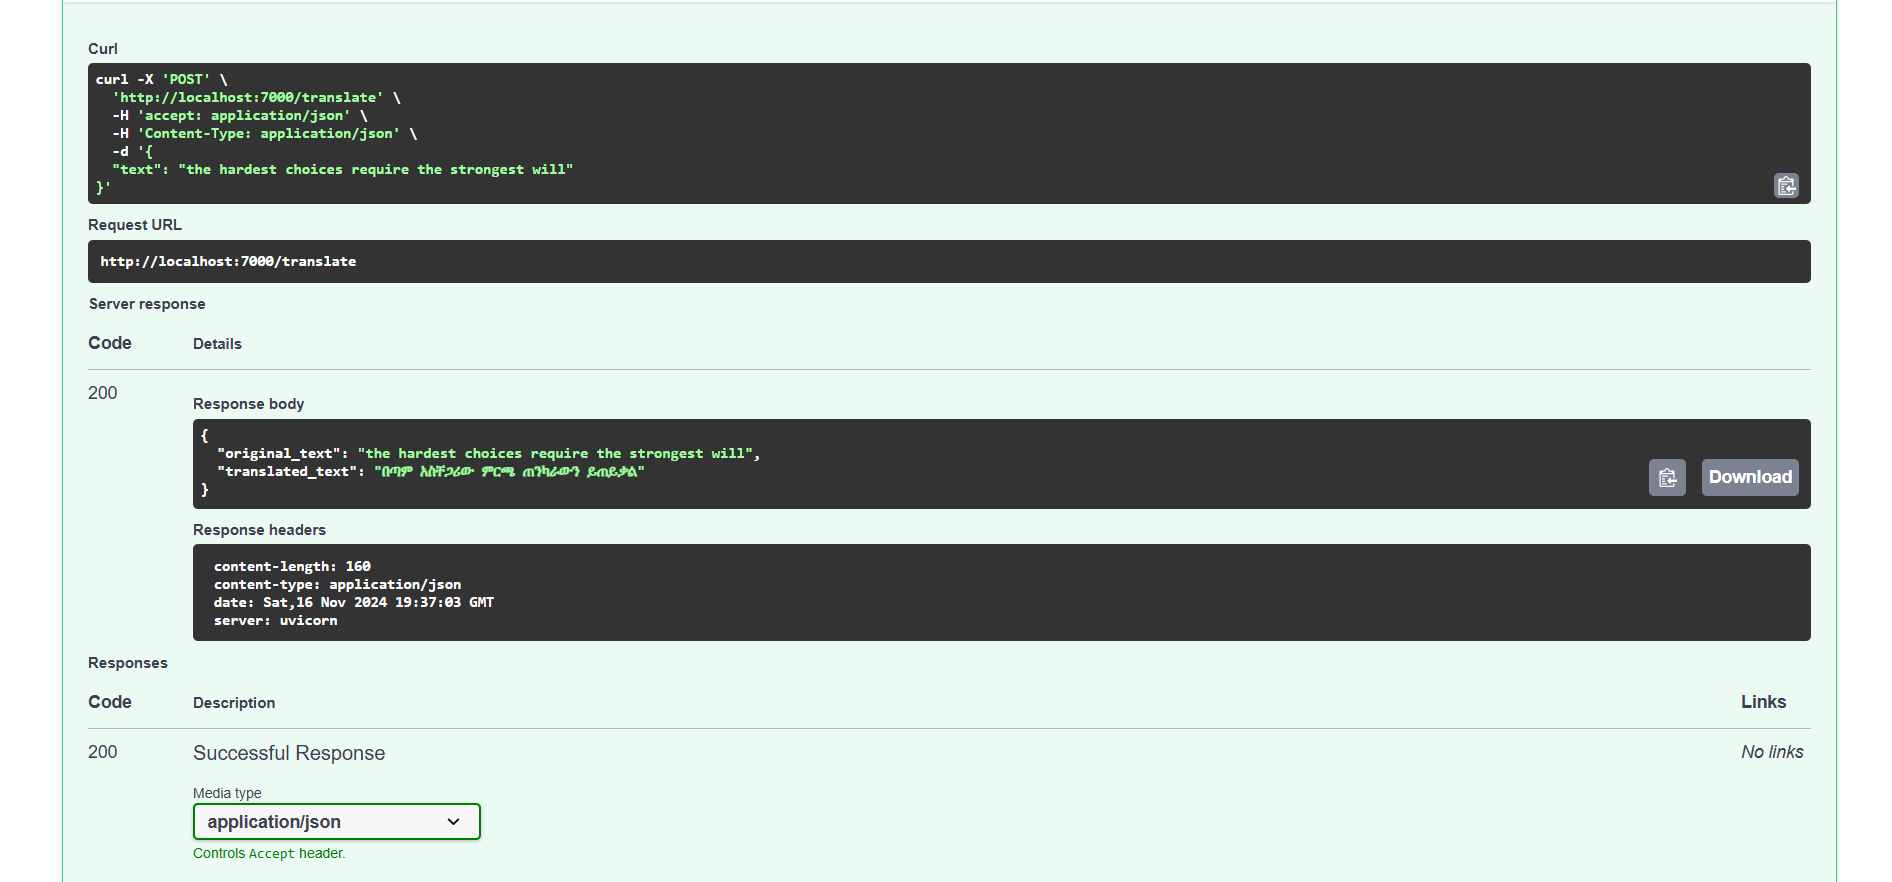 Curl
curl -X 'POST' \
'http://localhost:7000/translate' \
-H 'accept: application/json' \
-H 'Content-Type: application/json' \
-d '{
"text": "the hardest choices require the strongest will"
}'
Request URL
http://localhost:7000/translate
Server response
Code Details
200
Response body
{
"original_text": "the hardest choices require the strongest will",
"translated_text": "በጣም አስቸጋሪው ምርጫ ጠንካራውን ይጠይቃል"
}
Download
Response headers
content-length: 160
content-type: application/json
date: Sat,16 Nov 2024 19:37:03 GMT
server: uvicorn
Responses
Code Description Links
200 Successful Response No links
Media type
application/json
Controls Accept header.